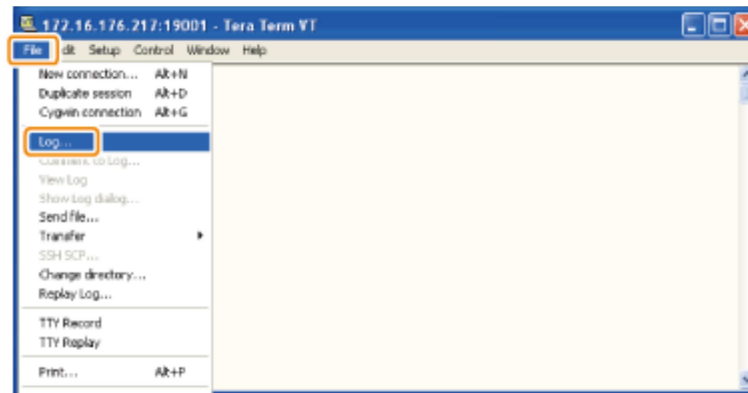 172.16.176.217:19001 - Tera Term VT
File dit Setup Control Window Help
New connection... Alt+N
Duplicate session Alt+D
Cygwin connection Alt+G
Log...
Comment to Log...
View Log
Show Log dialog...
Send file...
Transfer
SSH SCP...
Change directory...
Replay Log...
TTY Record
TTY Replay
Print... Alt+P